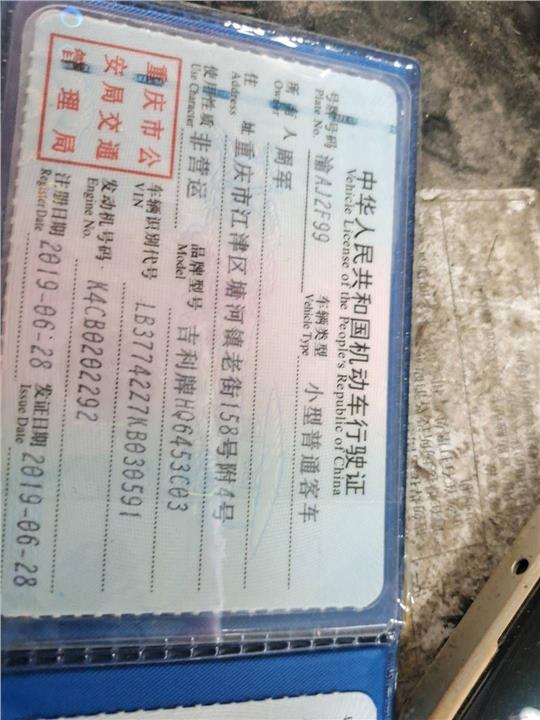 中华人民共和国机动车行驶证
Vehicle License of the People's Republic of China
号牌号码 渝AJ2F99 车辆类型 小型普通客车
Plate No. Vehicle Type
所有人 周军
Owner
住址 重庆市江津区塘河镇老街158号附4号
Address
使用性质 非营运 品牌型号 吉利牌HQ6453C03
Use Character Model
重庆市公
安局交通
管理局
车辆识别代号 LB3774227KB030591
VIN
发动机号码 K4CB0202292
Engine No.
注册日期 2019-06-28 发证日期 2019-06-28
Register Date Issue Date